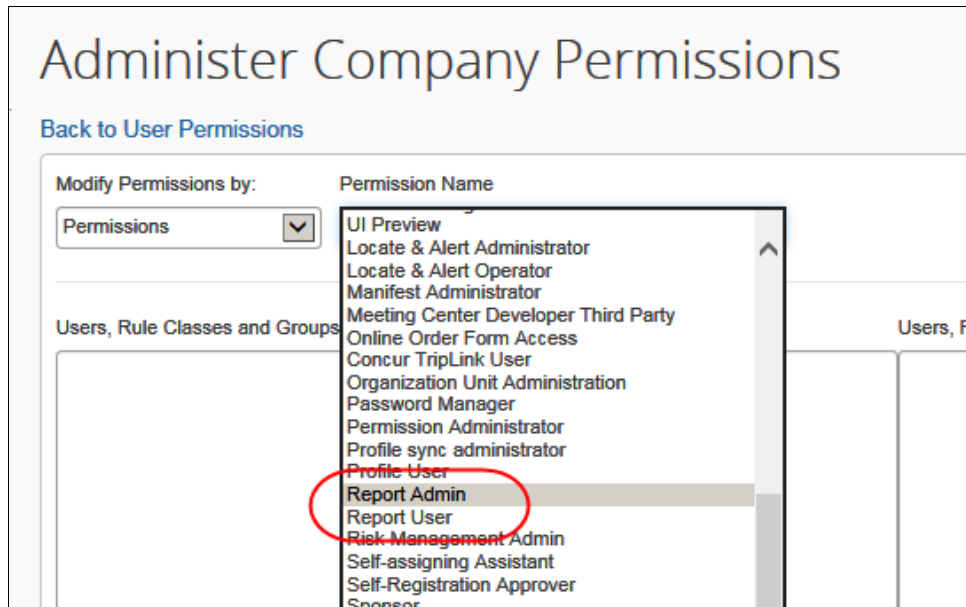 Administer Company Permissions
Back to User Permissions
Modify Permissions by:
Permission Name
Permissions
UI Preview
Locate & Alert Administrator
Locate & Alert Operator
Manifest Administrator
Meeting Center Developer Third Party
Online Order Form Access
Concur TripLink User
Organization Unit Administration
Password Manager
Permission Administrator
Profile sync administrator
Profile User
Report Admin
Report User
Risk Management Admin
Self-assigning Assistant
Self-Registration Approver
Sponsor
Users, Rule Classes and Groups
Users,